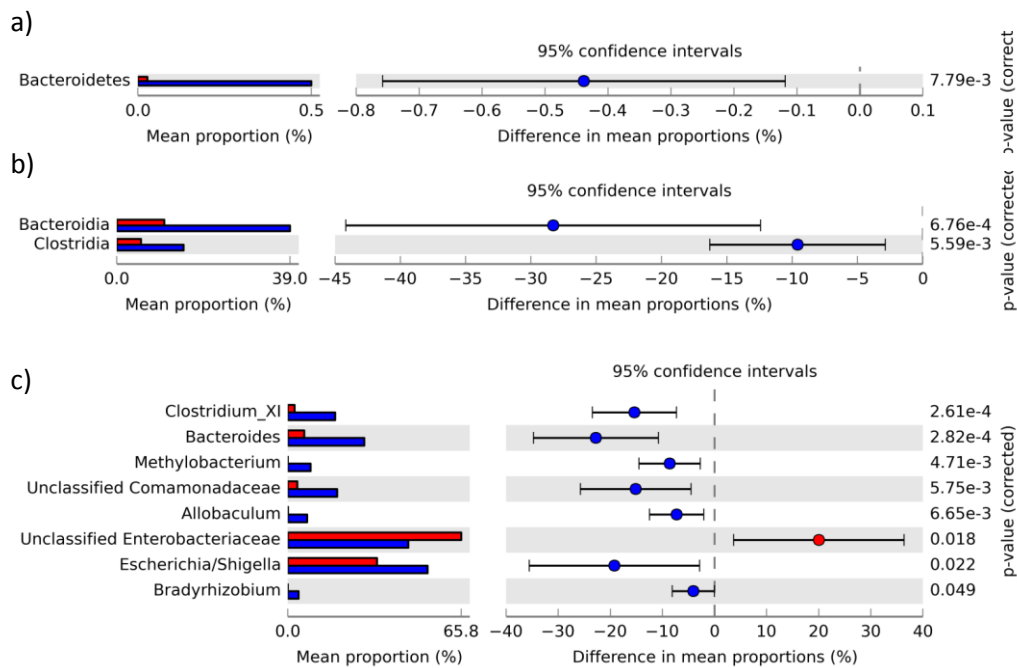 a)
95% confidence intervals
Bacteroidetes
7.79e-3
0.0 0.5
−0.8 −0.7 −0.6 −0.5 −0.4 −0.3 −0.2 −0.1 0.0 0.1
Mean proportion (%)
Difference in mean proportions (%)
p-value (correct
b)
95% confidence intervals
Bacteroidia
6.76e-4
Clostridia
5.59e-3
0.0 39.0
−45 −40 −35 −30 −25 −20 −15 −10 −5 0
Mean proportion (%)
Difference in mean proportions (%)
p-value (corrected
c)
95% confidence intervals
Clostridium_XI
2.61e-4
Bacteroides
2.82e-4
Methylobacterium
4.71e-3
Unclassified Comamonadaceae
5.75e-3
Allobaculum
6.65e-3
Unclassified Enterobacteriaceae
0.018
Escherichia/Shigella
0.022
Bradyrhizobium
0.049
0.0 65.8
−40 −30 −20 −10 0 10 20 30 40
Mean proportion (%)
Difference in mean proportions (%)
p-value (corrected)